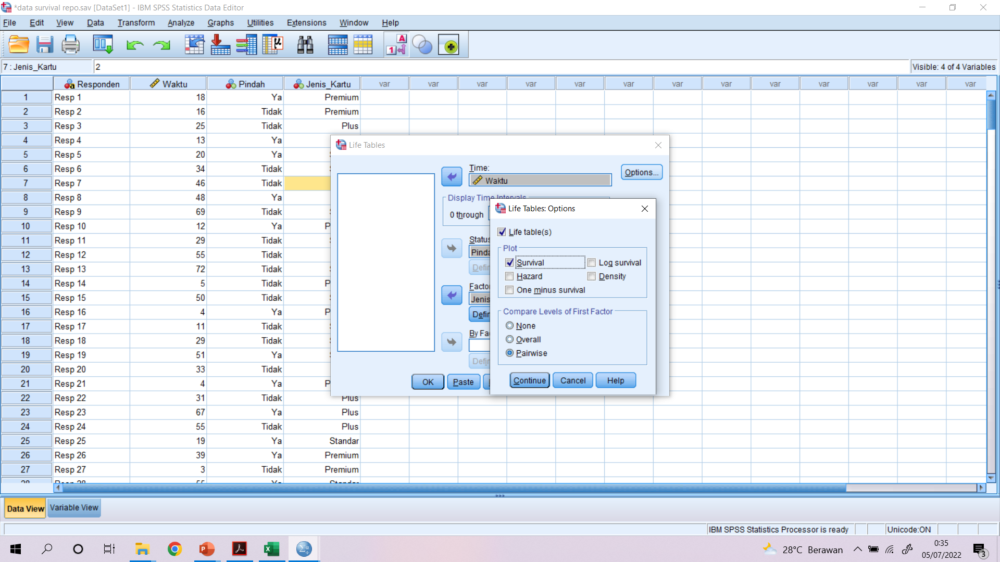 *data survival repo.sav [DataSet1] - IBM SPSS Statistics Data Editor
File Edit View Data Transform Analyze Graphs Utilities Extensions Window Help
7 : Jenis_Kartu 2 Visible: 4 of 4 Variables
Responden Waktu Pindah Jenis_Kartu var var var var var var var var var var var var var
1 Resp 1 18 Ya Premium
2 Resp 2 16 Tidak Premium
3 Resp 3 25 Tidak Plus
4 Resp 4 13 Ya
5 Resp 5 20 Ya
6 Resp 6 34 Tidak
7 Resp 7 46 Tidak
8 Resp 8 48 Ya
9 Resp 9 69 Tidak
10 Resp 10 12 Ya P
11 Resp 11 29 Tidak
12 Resp 12 55 Tidak
13 Resp 13 72 Tidak
14 Resp 14 5 Tidak P
15 Resp 15 50 Tidak
16 Resp 16 4 Ya P
17 Resp 17 11 Tidak
18 Resp 18 29 Tidak
19 Resp 19 51 Ya
20 Resp 20 33 Tidak
21 Resp 21 4 Ya P
22 Resp 22 31 Tidak Plus
23 Resp 23 67 Ya Plus
24 Resp 24 55 Tidak Plus
25 Resp 25 19 Ya Standar
26 Resp 26 39 Ya Premium
27 Resp 27 3 Tidak Premium
28 Resp 28 55 Ya Standar
Life Tables
Time:
Waktu
Options...
Display Time Intervals
0 through
Status
Pinda
Defin
Facto
Jenis
Defin
By Fa
Defin
OK Paste
Life Tables: Options
Life table(s)
Plot
Survival Log survival
Hazard Density
One minus survival
Compare Levels of First Factor
None
Overall
Pairwise
Continue Cancel Help
Data View Variable View
IBM SPSS Statistics Processor is ready Unicode:ON
28°C Berawan
0:35
05/07/2022
3